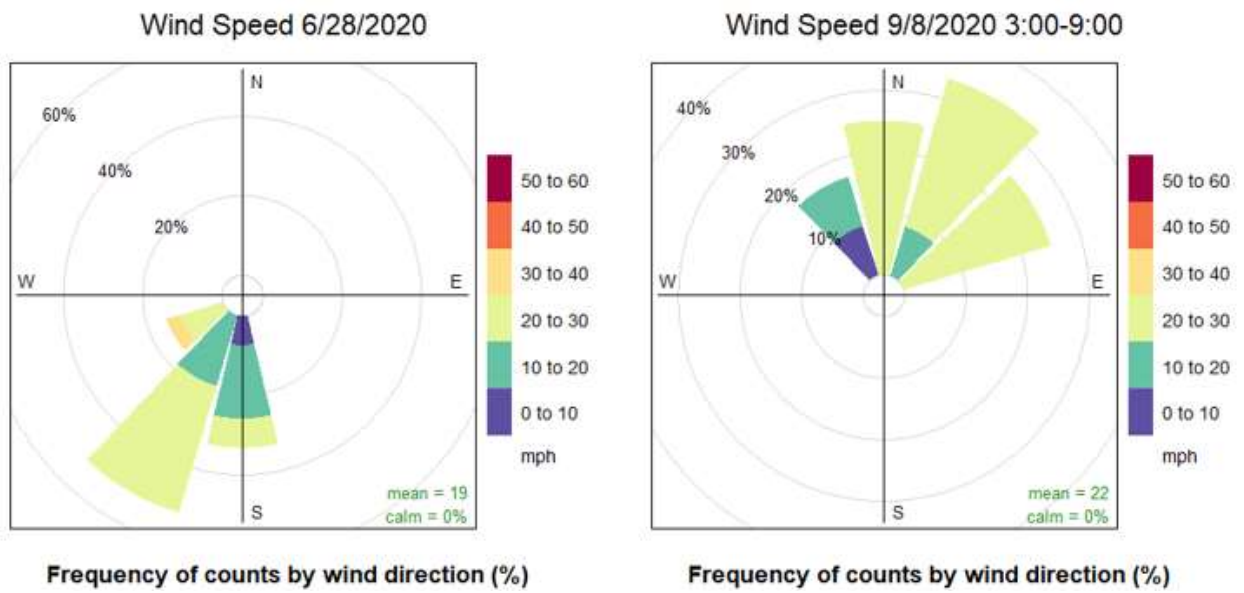 Wind Speed 6/28/2020
N
60%
40%
20%
W
E
S
mean = 19
calm = 0%
50 to 60
40 to 50
30 to 40
20 to 30
10 to 20
0 to 10
mph
Frequency of counts by wind direction (%)
Wind Speed 9/8/2020 3:00-9:00
N
40%
30%
20%
10%
W
E
S
mean = 22
calm = 0%
50 to 60
40 to 50
30 to 40
20 to 30
10 to 20
0 to 10
mph
Frequency of counts by wind direction (%)